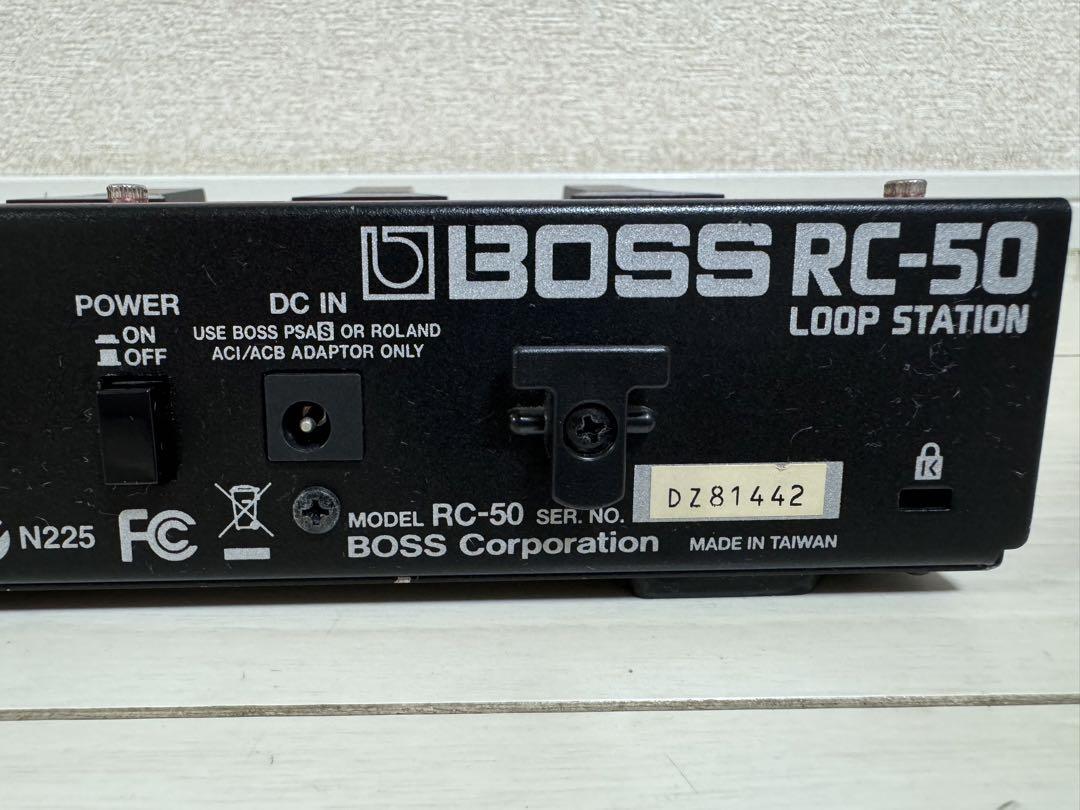 BOSS RC-50
LOOP STATION
POWER
ON
OFF
DC IN
USE BOSS PSAS OR ROLAND
ACI/ACB ADAPTOR ONLY
K
N225
FC
MODEL RC-50 SER. NO. DZ81442
BOSS Corporation MADE IN TAIWAN